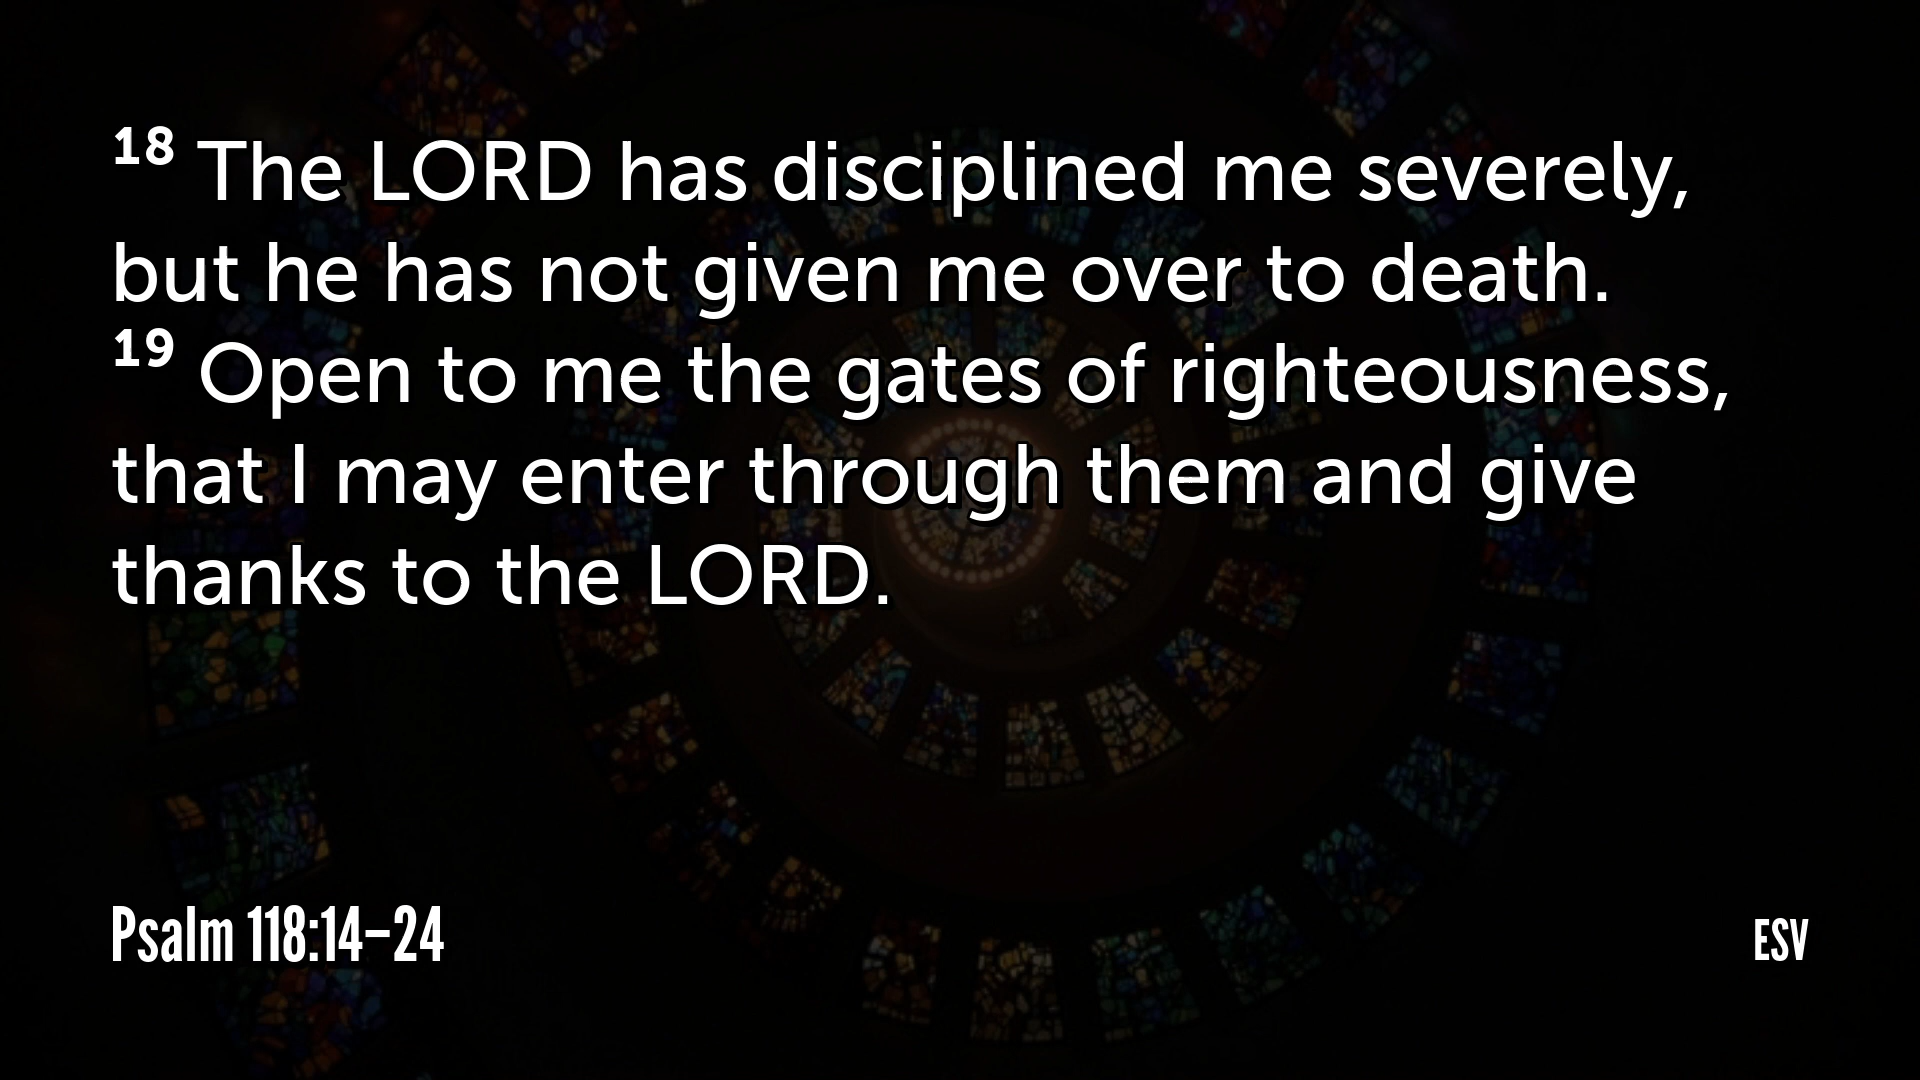 18 The LORD has disciplined me severely,
but he has not given me over to death.
19 Open to me the gates of righteousness,
that I may enter through them and give
thanks to the LORD.
Psalm 118:14–24
ESV